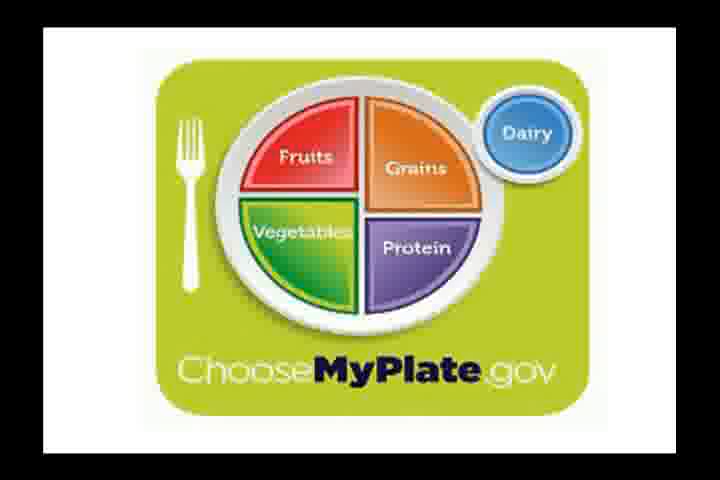 Dairy
Fruits
Grains
Vegetables
Protein
ChooseMyPlate.gov